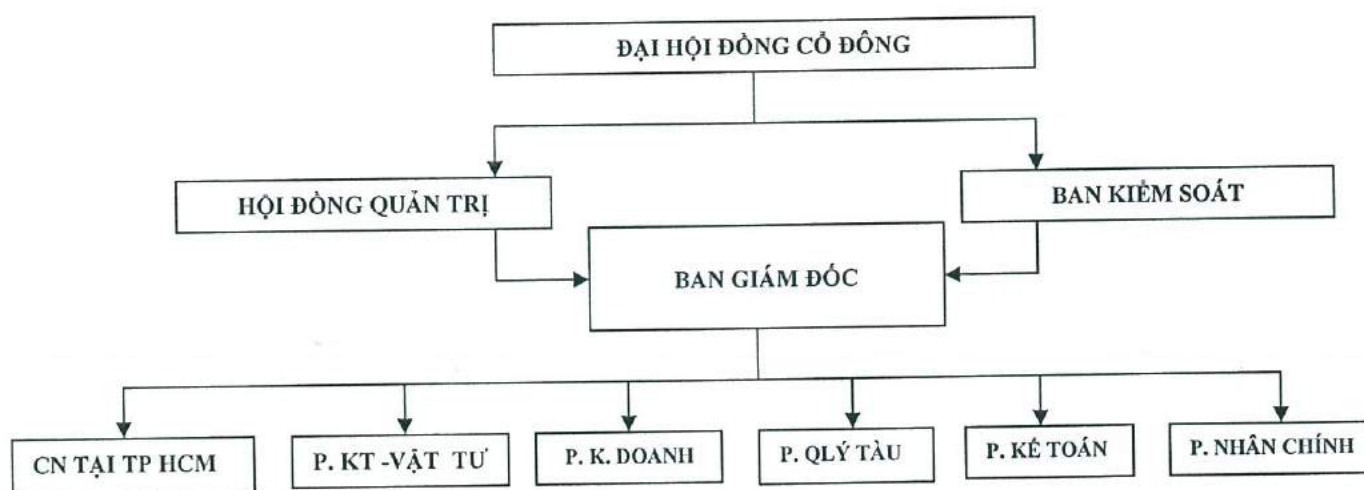 ĐẠI HỘI ĐỒNG CỔ ĐÔNG
HỘI ĐỒNG QUẢN TRỊ
BAN KIỂM SOÁT
BAN GIÁM ĐỐC
CN TẠI TP HCM
P. KT -VẬT TƯ
P. K. DOANH
P. QLÝ TÀU
P. KẾ TOÁN
P. NHÂN CHÍNH